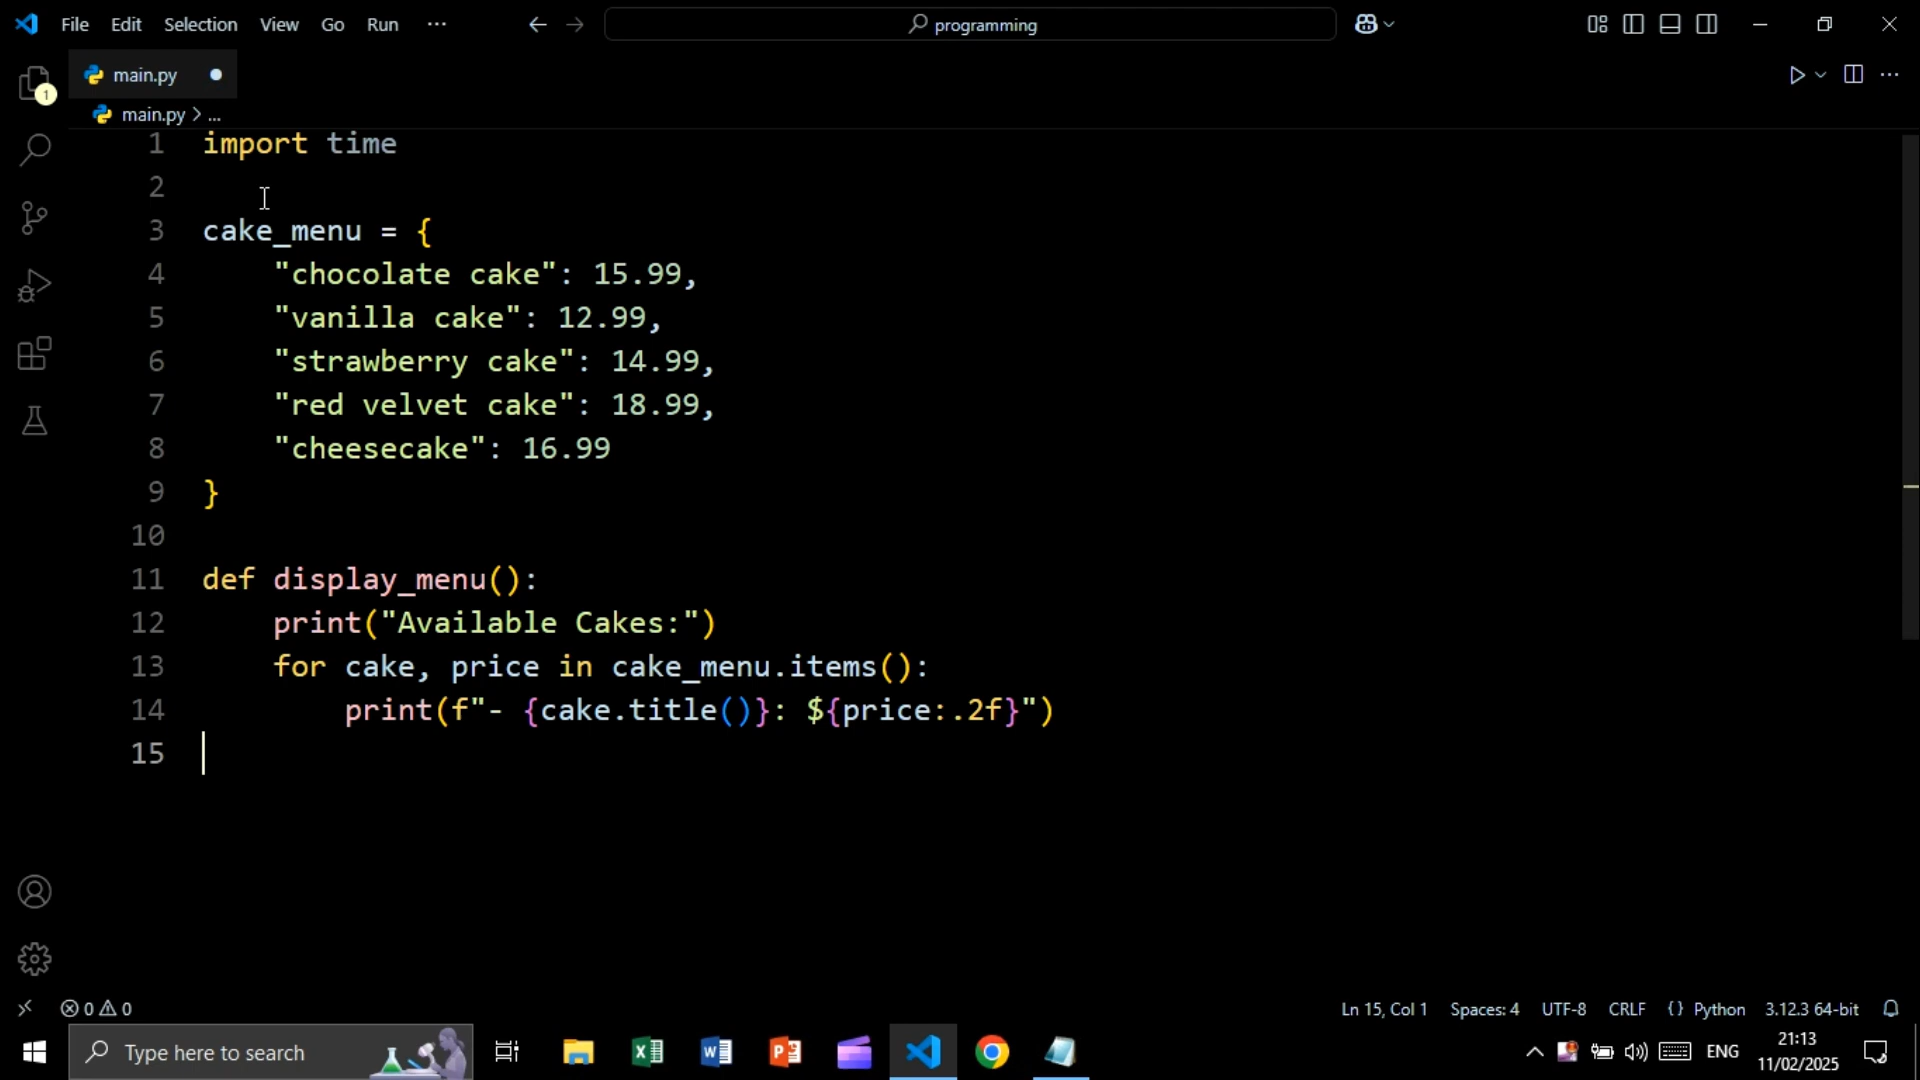 File Edit Selection View Go Run ··· programming
main.py
1
main.py > ...
1 import time
2
3 cake_menu = {
4     "chocolate cake": 15.99,
5     "vanilla cake": 12.99,
6     "strawberry cake": 14.99,
7     "red velvet cake": 18.99,
8     "cheesecake": 16.99
9 }
10
11 def display_menu():
12     print("Available Cakes:")
13     for cake, price in cake_menu.items():
14         print(f"- {cake.title()}: ${price:.2f}")
15
0 0 Ln 15, Col 1 Spaces: 4 UTF-8 CRLF {} Python 3.12.3 64-bit
Type here to search
ENG
21:13
11/02/2025